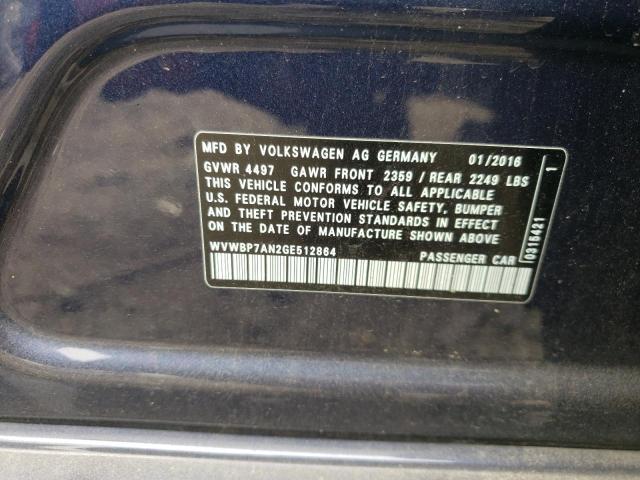 MFD BY VOLKSWAGEN AG GERMANY 01/2016
GVWR 4497 GAWR FRONT 2359 / REAR 2249 LBS
THIS VEHICLE CONFORMS TO ALL APPLICABLE
U.S. FEDERAL MOTOR VEHICLE SAFETY, BUMPER
AND THEFT PREVENTION STANDARDS IN EFFECT
ON THE DATE OF MANUFACTURE SHOWN ABOVE
WVWBP7AN2GE512864 PASSENGER CAR
0315421 1